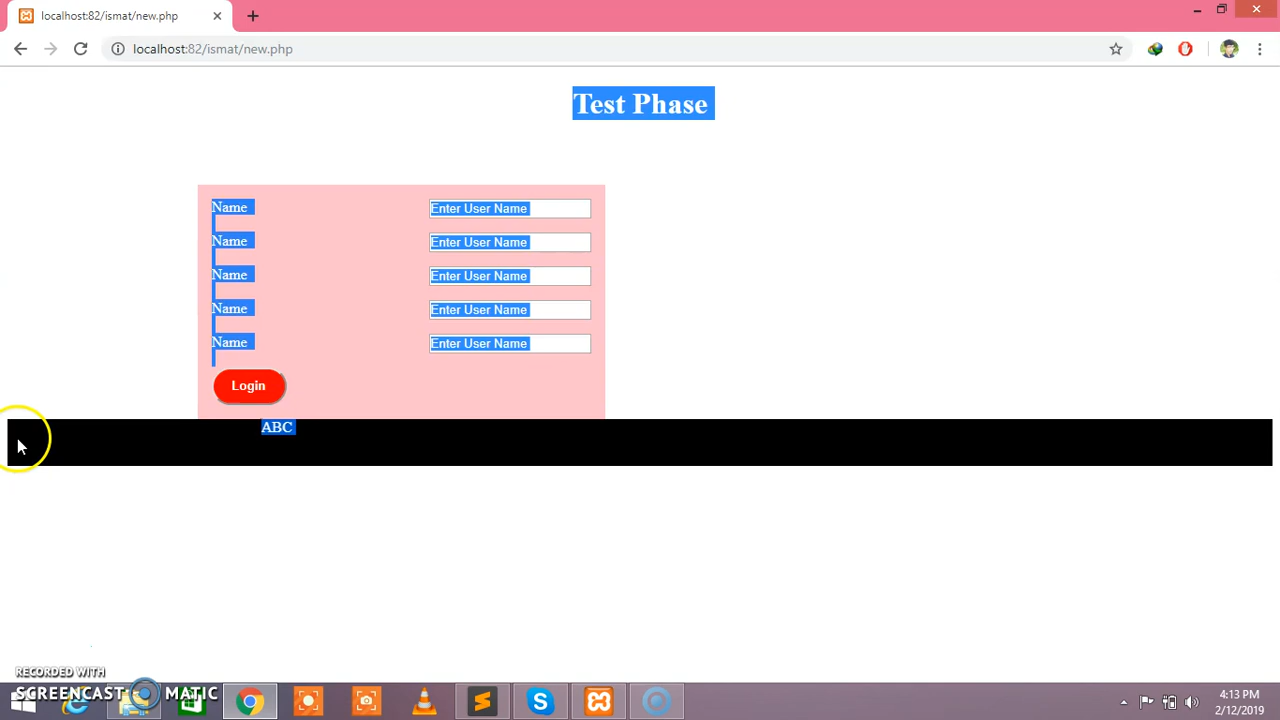 localhost:82/ismat/new.php
localhost:82/ismat/new.php
Test Phase
Name Enter User Name
Name Enter User Name
Name Enter User Name
Name Enter User Name
Name Enter User Name
Login
ABC
RECORDED WITH
SCREENCAST MATIC
4:13 PM
2/12/2019